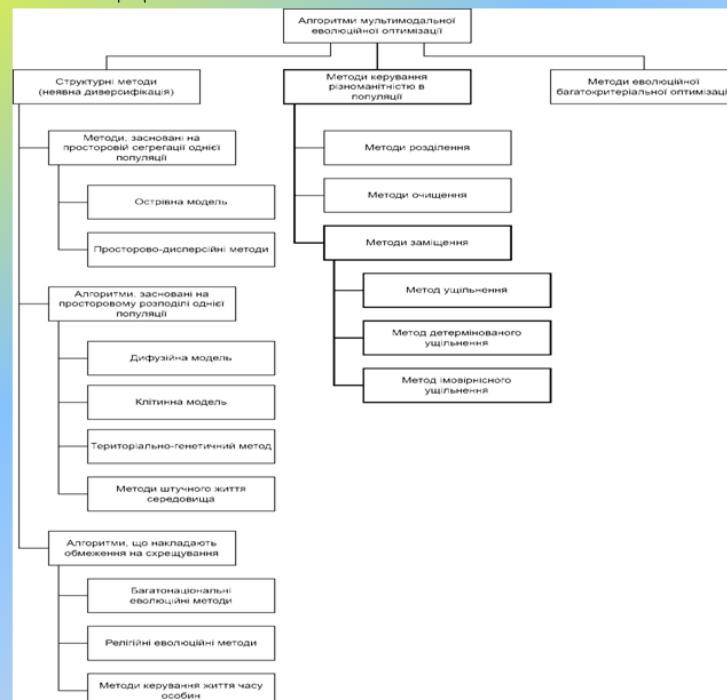 Алгоритми мультимодальної
еволюційної оптимізації
Структурні методи
(неявна диверсифікація)
Методи керування
різноманітністю в
популяції
Методи еволюційної
багатокритеріальної оптимізації
Методи, засновані на
просторовій сегрегації однієї
популяції
Острівна модель
Просторово-дисперсійні методи
Алгоритми, засновані на
просторовому розподілі однієї
популяції
Дифузійна модель
Клітинна модель
Територіально-генетичний метод
Методи штучного життя
середовища
Алгоритми, що накладають
обмеження на схрещування
Багатонаціональні
еволюційні методи
Релігійні еволюційні методи
Методи керування життя часу
особин
Методи розділення
Методи очищення
Методи заміщення
Метод ущільнення
Метод детермінованого
ущільнення
Метод імовірнісного
ущільнення